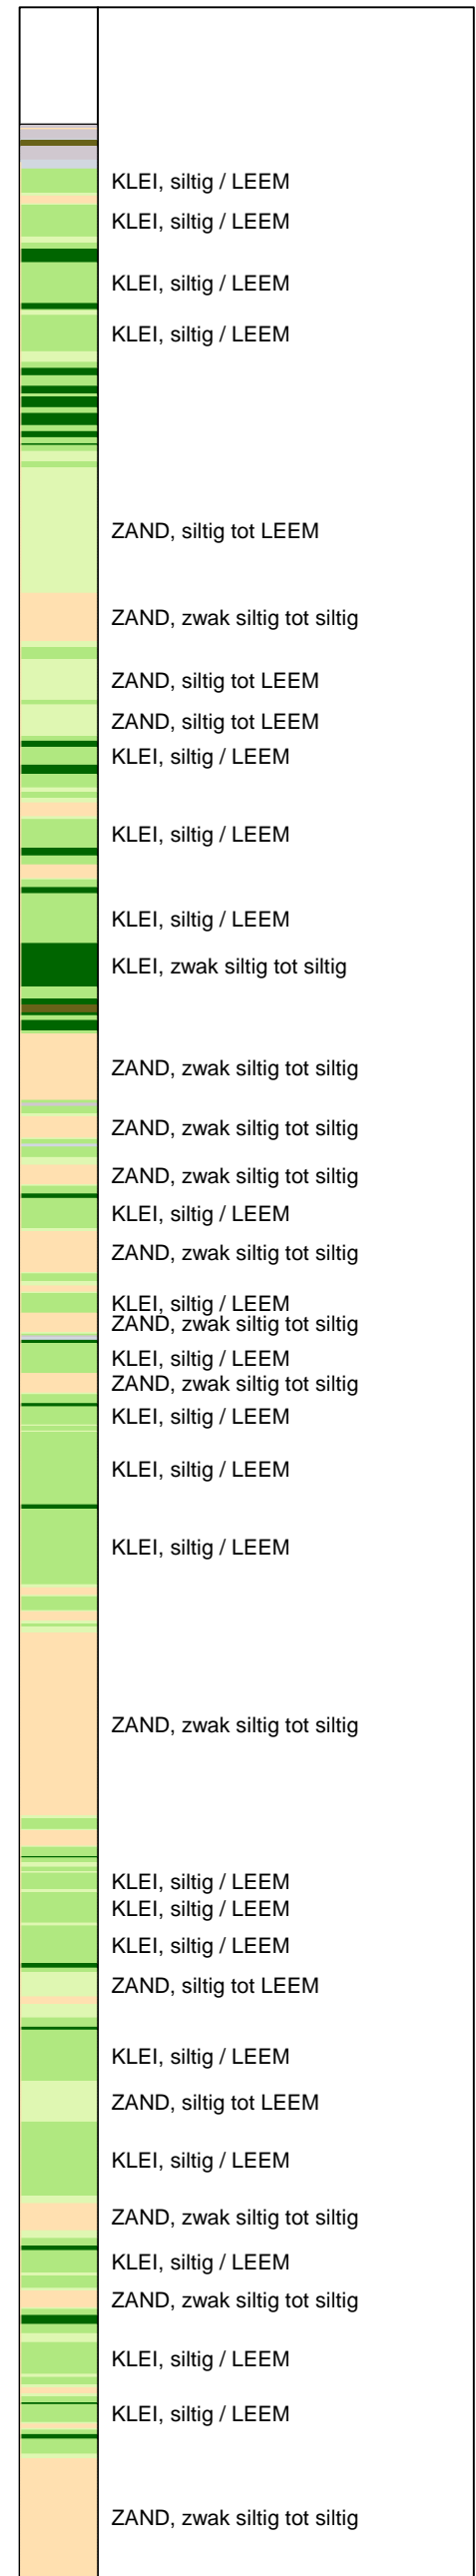 KLEI, siltig / LEEM
KLEI, siltig / LEEM
KLEI, siltig / LEEM
KLEI, siltig / LEEM
ZAND, siltig tot LEEM
ZAND, zwak siltig tot siltig
ZAND, siltig tot LEEM
ZAND, siltig tot LEEM
KLEI, siltig / LEEM
KLEI, siltig / LEEM
KLEI, siltig / LEEM
KLEI, zwak siltig tot siltig
ZAND, zwak siltig tot siltig
ZAND, zwak siltig tot siltig
ZAND, zwak siltig tot siltig
KLEI, siltig / LEEM
ZAND, zwak siltig tot siltig
KLEI, siltig / LEEM
ZAND, zwak siltig tot siltig
KLEI, siltig / LEEM
ZAND, zwak siltig tot siltig
KLEI, siltig / LEEM
KLEI, siltig / LEEM
KLEI, siltig / LEEM
ZAND, zwak siltig tot siltig
KLEI, siltig / LEEM
KLEI, siltig / LEEM
KLEI, siltig / LEEM
ZAND, siltig tot LEEM
KLEI, siltig / LEEM
ZAND, siltig tot LEEM
KLEI, siltig / LEEM
ZAND, zwak siltig tot siltig
KLEI, siltig / LEEM
ZAND, zwak siltig tot siltig
KLEI, siltig / LEEM
KLEI, siltig / LEEM
ZAND, zwak siltig tot siltig